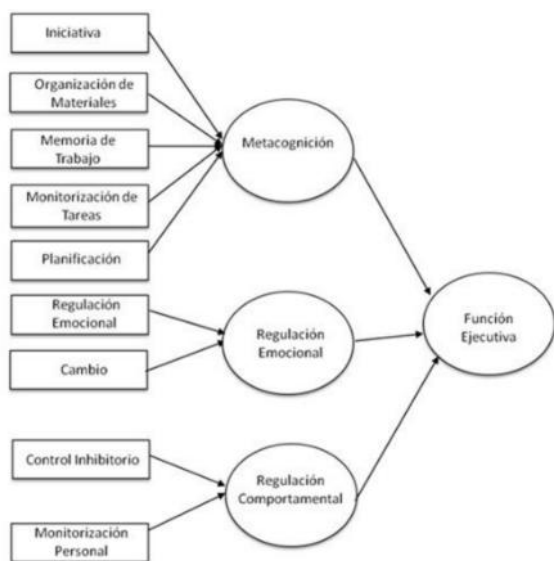 Iniciativa
Organización de
Materiales
Memoria de
Trabajo
Monitorización de
Tareas
Planificación
Regulación
Emocional
Cambio
Control Inhibitorio
Monitorización
Personal
Metacognición
Regulación
Emocional
Regulación
Comportamental
Función
Ejecutiva